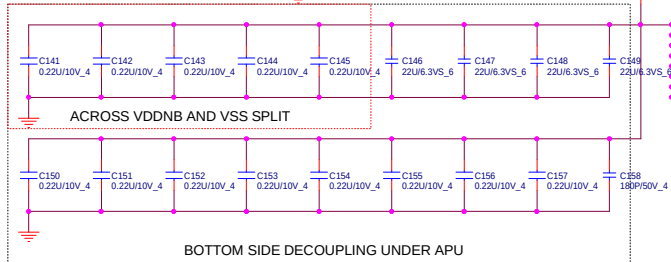 C141 C142 C143 C144 C145 C146 C147 C148 C149
0.22U/10V_4 0.22U/10V_4 0.22U/10V_4 0.22U/10V_4 0.22U/10V_4 22U/6.3VS_6 22U/6.3VS_6 22U/6.3VS_6 22U/6.3VS_6
ACROSS VDDNB AND VSS SPLIT
C150 C151 C152 C153 C154 C155 C156 C157 C158
0.22U/10V_4 0.22U/10V_4 0.22U/10V_4 0.22U/10V_4 0.22U/10V_4 0.22U/10V_4 0.22U/10V_4 0.22U/10V_4 180P/50V_4
BOTTOM SIDE DECOUPLING UNDER APU